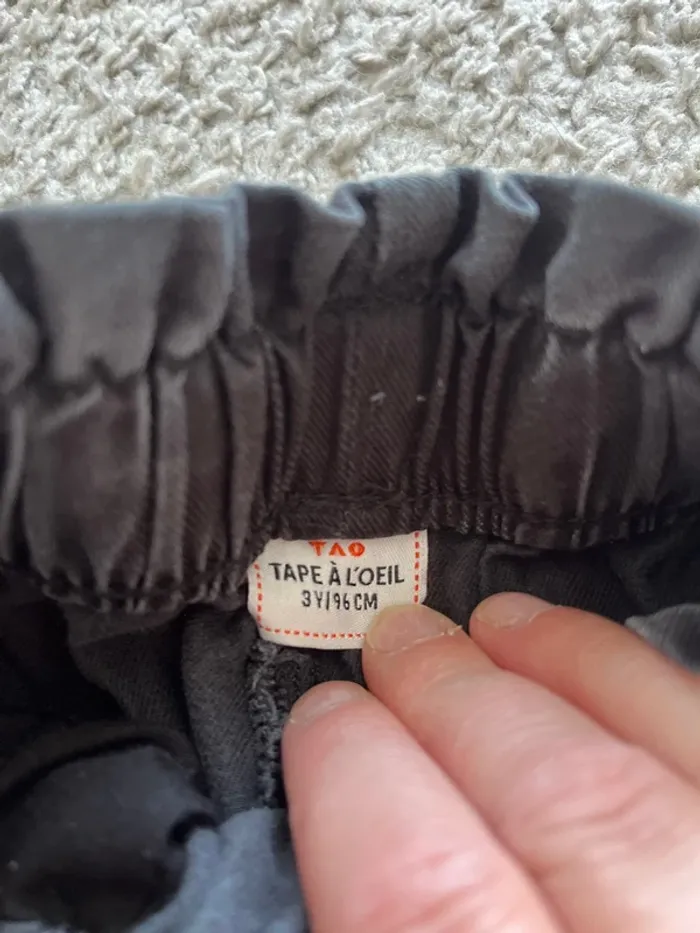 TAO
TAPE À L'OEIL
3Y/96CM